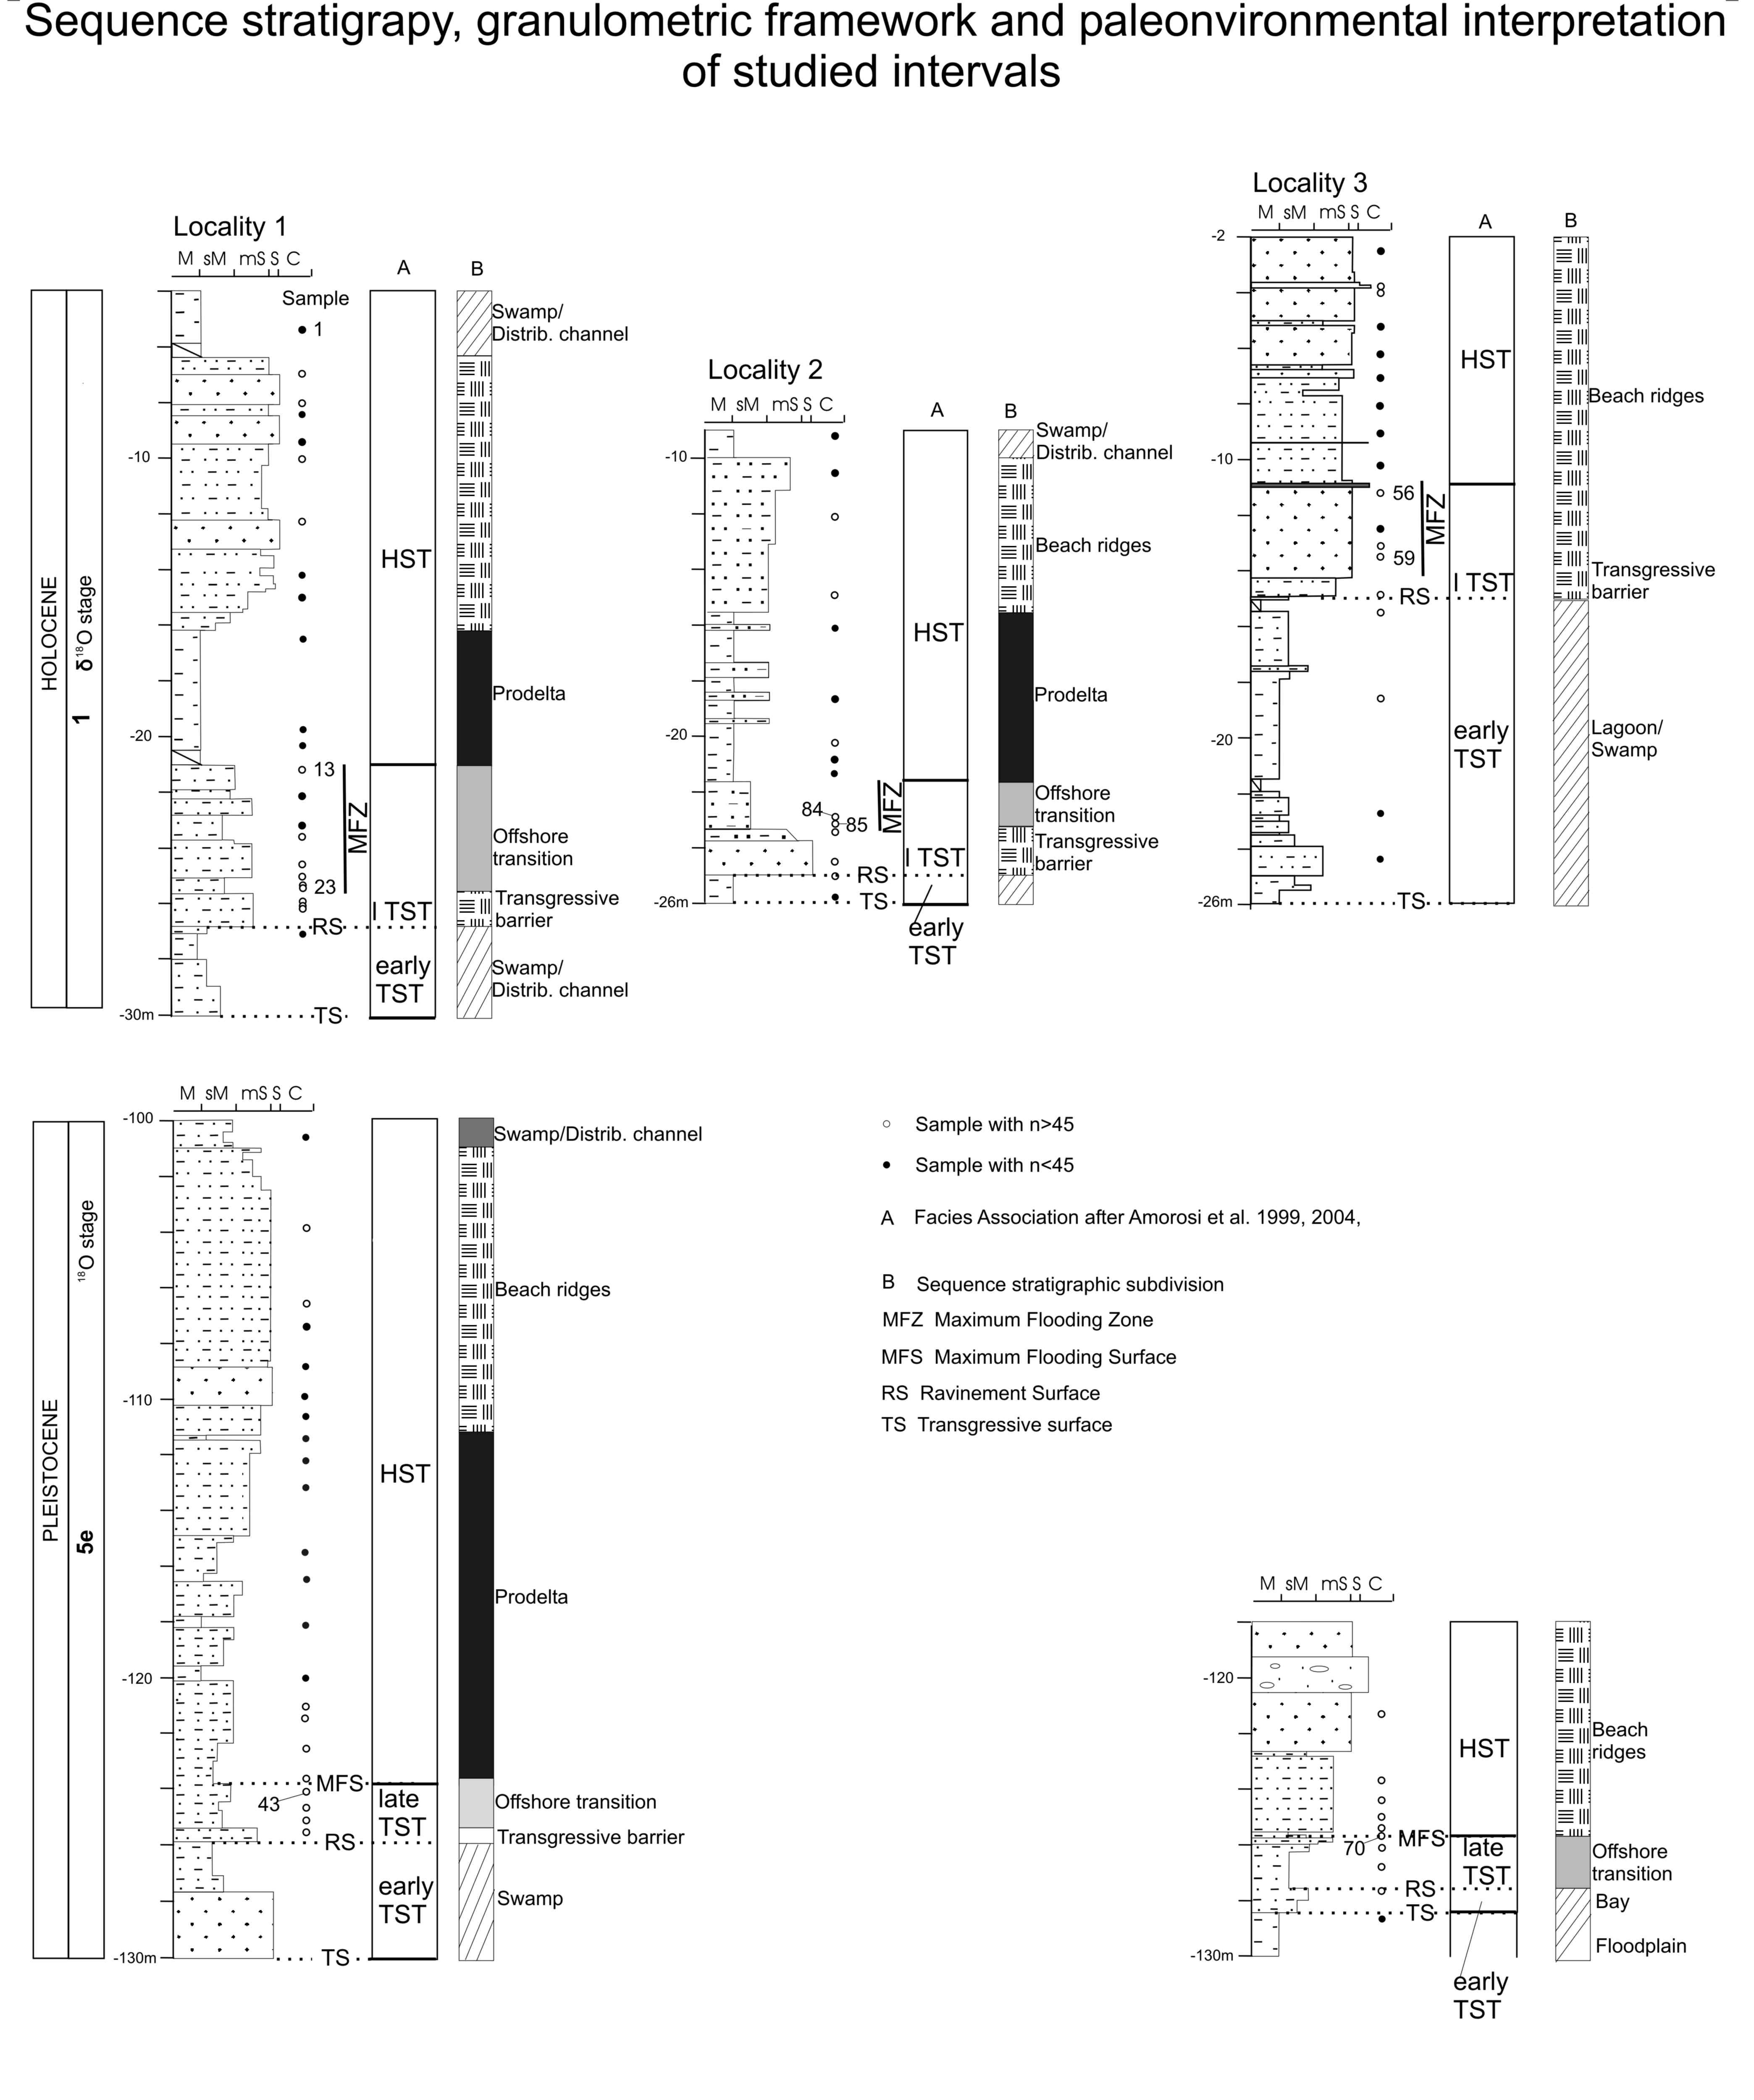 Sequence stratigrapy, granulometric framework and paleonvironmental interpretation
of studied intervals
Locality 1
M sM mS S C
A
B
Sample
1
-10
-20
-30m
13
23
MFZ
RS
TS
HST
l TST
early
TST
Swamp/
Distrib. channel
Prodelta
Offshore
transition
Transgressive
barrier
Swamp/
Distrib. channel
HOLOCENE
1
δ18O stage
Locality 2
M sM mS S C
A
B
-10
-20
-26m
84
85
MFZ
RS
TS
HST
l TST
early
TST
Swamp/
Distrib. channel
Beach ridges
Prodelta
Offshore
transition
Transgressive
barrier
Locality 3
M sM mS S C
A
B
-2
-10
-20
-26m
56
59
MFZ
RS
TS
HST
l TST
early
TST
Beach ridges
Transgressive
barrier
Lagoon/
Swamp
M sM mS S C
-100
-110
-120
-130m
43
MFS
RS
TS
HST
late
TST
early
TST
Swamp/Distrib. channel
Beach ridges
Prodelta
Offshore transition
Transgressive barrier
Swamp
PLEISTOCENE
5e
18O stage
Sample with n>45
Sample with n<45
A Facies Association after Amorosi et al. 1999, 2004,
B Sequence stratigraphic subdivision
MFZ Maximum Flooding Zone
MFS Maximum Flooding Surface
RS Ravinement Surface
TS Transgressive surface
M sM mS S C
-120
-130m
70
MFS
RS
TS
HST
late
TST
early
TST
Beach
ridges
Offshore
transition
Bay
Floodplain